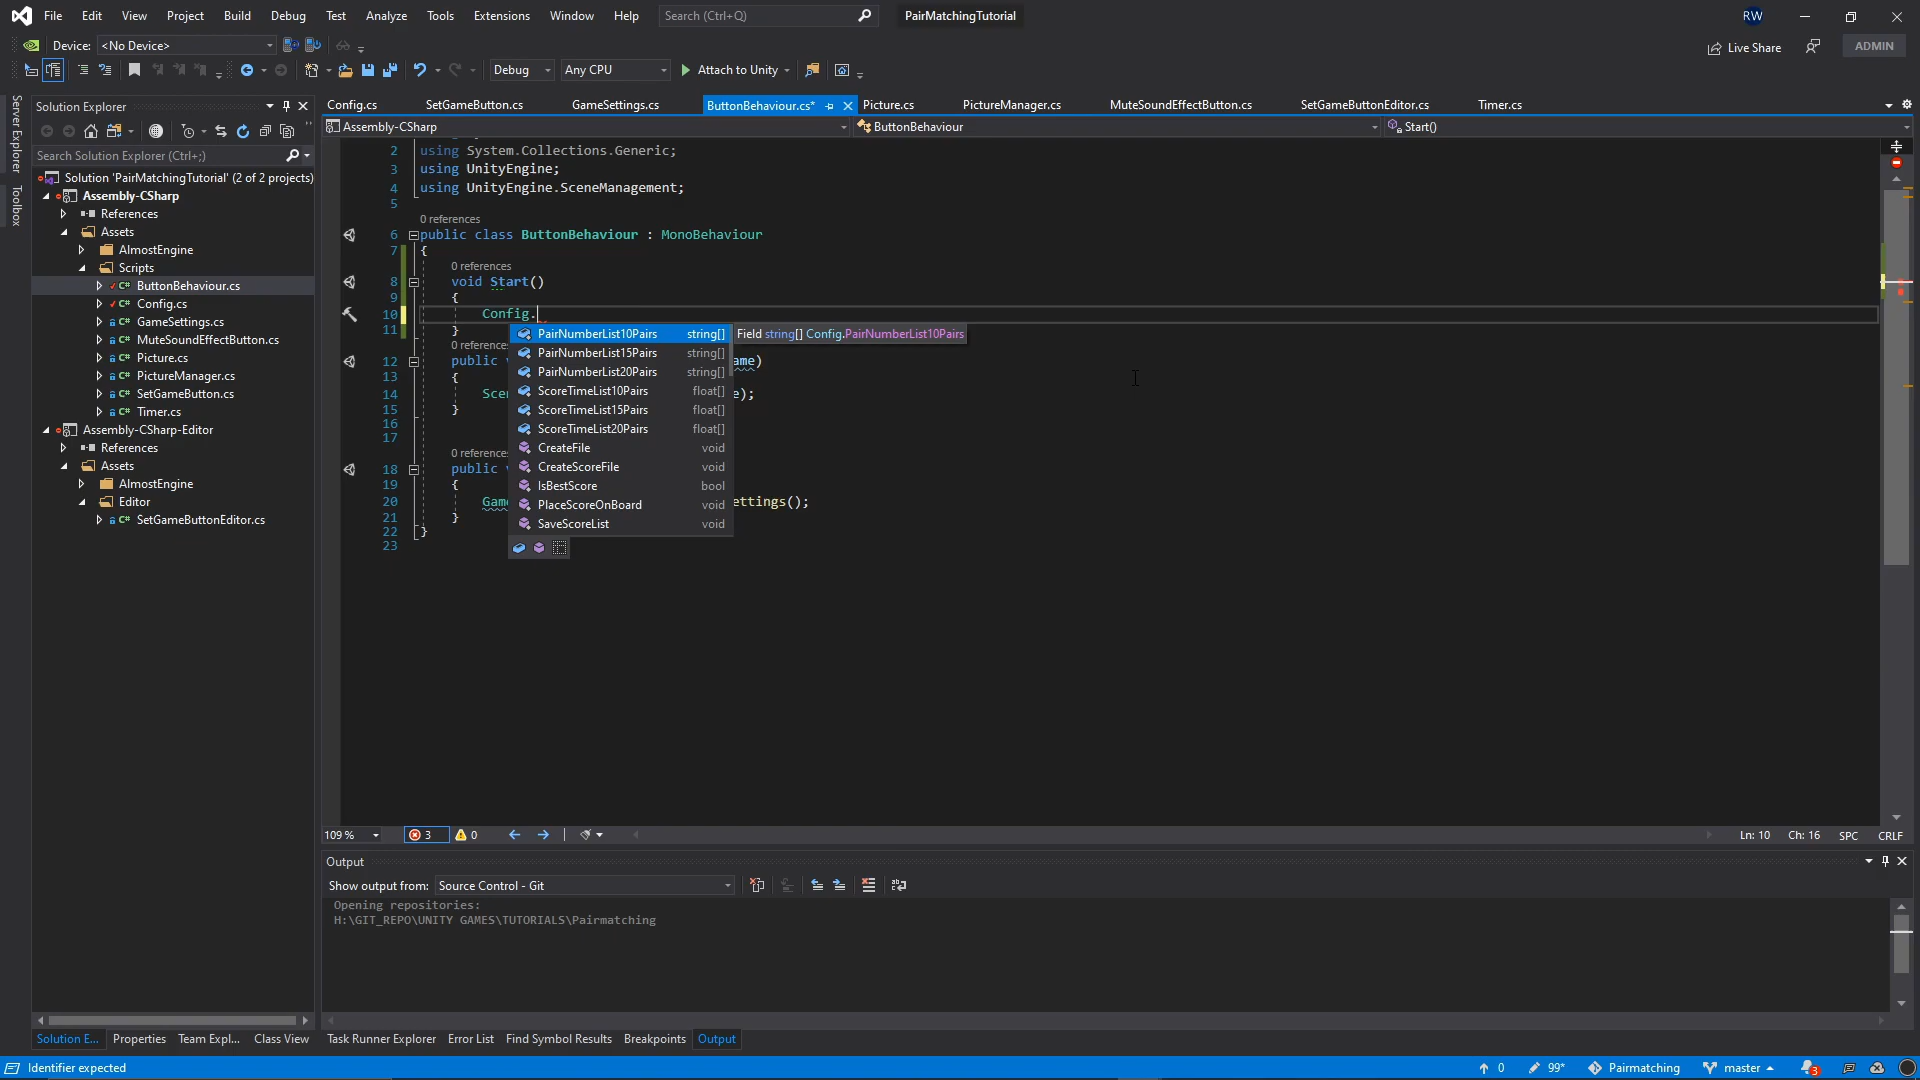 File Edit View Project Build Debug Test Analyze Tools Extensions Window Help Search (Ctrl+Q) PairMatchingTutorial RW
Device: <No Device> Live Share ADMIN
Debug Any CPU Attach to Unity
Server Explorer
Toolbox
Solution Explorer
Search Solution Explorer (Ctrl+;)
Solution 'PairMatchingTutorial' (2 of 2 projects)
Assembly-CSharp
References
Assets
AlmostEngine
Scripts
C# ButtonBehaviour.cs
C# Config.cs
C# GameSettings.cs
C# MuteSoundEffectButton.cs
C# Picture.cs
C# PictureManager.cs
C# SetGameButton.cs
C# Timer.cs
Assembly-CSharp-Editor
References
Assets
AlmostEngine
Editor
C# SetGameButtonEditor.cs
Config.cs SetGameButton.cs GameSettings.cs ButtonBehaviour.cs* Picture.cs PictureManager.cs MuteSoundEffectButton.cs SetGameButtonEditor.cs Timer.cs
Assembly-CSharp ButtonBehaviour Start()
2 using System.Collections.Generic;
3 using UnityEngine;
4 using UnityEngine.SceneManagement;
5
0 references
6 public class ButtonBehaviour : MonoBehaviour
7 {
0 references
8 void Start()
9 {
10 Config.
11 }
0 references
12 public ame)
13 {
14 Scen e);
15 }
16
17
0 references
18 public
19 {
20 Game ettings();
21 }
22 }
23
PairNumberList10Pairs string[] Field string[] Config.PairNumberList10Pairs
PairNumberList15Pairs string[]
PairNumberList20Pairs string[]
ScoreTimeList10Pairs float[]
ScoreTimeList15Pairs float[]
ScoreTimeList20Pairs float[]
CreateFile void
CreateScoreFile void
IsBestScore bool
PlaceScoreOnBoard void
SaveScoreList void
109 % 3 0 Ln: 10 Ch: 16 SPC CRLF
Output
Show output from: Source Control - Git
Opening repositories:
H:\GIT_REPO\UNITY GAMES\TUTORIALS\Pairmatching
Solution E... Properties Team Expl... Class View Task Runner Explorer Error List Find Symbol Results Breakpoints Output
Identifier expected 0 99* Pairmatching master 3